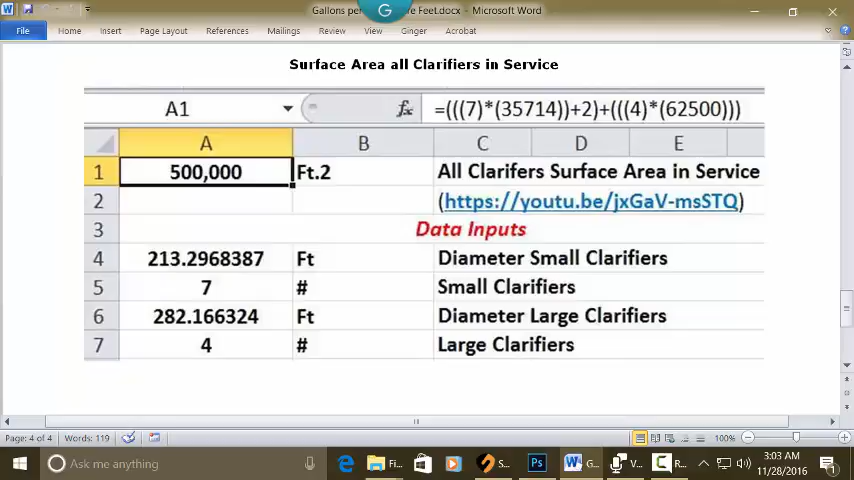 Gallons per re Feet.docx - Microsoft Word
File Home Insert Page Layout References Mailings Review View Ginger Acrobat
Surface Area all Clarifiers in Service
A1 fx =(((7)*(35714))+2)+(((4)*(62500)))
A B C D E
1 500,000 Ft.2 All Clarifers Surface Area in Service
2 (https://youtu.be/jxGaV-msSTQ)
3 Data Inputs
4 213.2968387 Ft Diameter Small Clarifiers
5 7 # Small Clarifiers
6 282.166324 Ft Diameter Large Clarifiers
7 4 # Large Clarifiers
Page: 4 of 4 Words: 119 100%
Ask me anything Fi... S... Ps G... V... R... 3:03 AM
11/28/2016